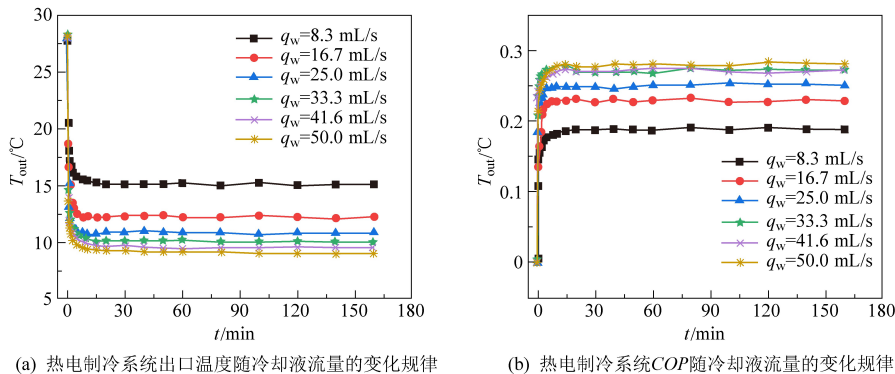 30
25
20
15
10
5
T_out/℃
q_w=8.3 mL/s
q_w=16.7 mL/s
q_w=25.0 mL/s
q_w=33.3 mL/s
q_w=41.6 mL/s
q_w=50.0 mL/s
0 30 60 90 120 150 180
t/min
(a) 热电制冷系统出口温度随冷却液流量的变化规律
0.3
0.2
0.1
0
T_out/℃
q_w=8.3 mL/s
q_w=16.7 mL/s
q_w=25.0 mL/s
q_w=33.3 mL/s
q_w=41.6 mL/s
q_w=50.0 mL/s
0 30 60 90 120 150 180
t/min
(b) 热电制冷系统COP随冷却液流量的变化规律